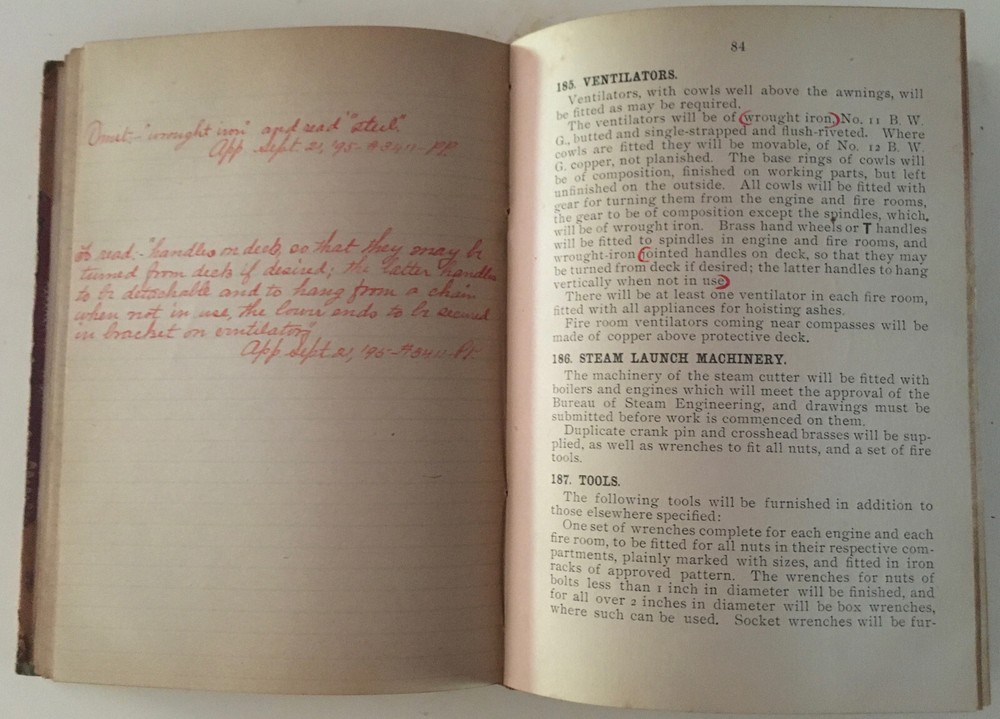 Omit:- "wrought iron" and read "steel".
App Sept. 21, '95 - #3411 - P.P.
To read:- "handles on deck, so that they may be
turned from deck if desired; the latter handles
to be detachable and to hang from a chain
when not in use, the lower ends to be secured
in bracket on ventilator."
App Sept. 21, '95 - #3411 - P.P.
84
185. VENTILATORS.
Ventilators, with cowls well above the awnings, will
be fitted as may be required.
The ventilators will be of (wrought iron) No. 11 B. W.
G., butted and single-strapped and flush-riveted. Where
cowls are fitted they will be movable, of No. 12 B. W.
G. copper, not planished. The base rings of cowls will
be of composition, finished on working parts, but left
unfinished on the outside. All cowls will be fitted with
gear for turning them from the engine and fire rooms,
the gear to be of composition except the spindles, which
will be of wrought iron. Brass hand wheels or T handles
will be fitted to spindles in engine and fire rooms, and
wrought-iron (jointed handles on deck, so that they may
be turned from deck if desired; the latter handles to hang
vertically when not in use)
There will be at least one ventilator in each fire room,
fitted with all appliances for hoisting ashes.
Fire room ventilators coming near compasses will be
made of copper above protective deck.
186. STEAM LAUNCH MACHINERY.
The machinery of the steam cutter will be fitted with
boilers and engines which will meet the approval of the
Bureau of Steam Engineering, and drawings must be
submitted before work is commenced on them.
Duplicate crank pin and crosshead brasses will be sup-
plied, as well as wrenches to fit all nuts, and a set of fire
tools.
187. TOOLS.
The following tools will be furnished in addition to
those elsewhere specified:
One set of wrenches complete for each engine and each
fire room, to be fitted for all nuts in their respective com-
partments, plainly marked with sizes, and fitted in iron
racks of approved pattern. The wrenches for nuts of
bolts less than 1 inch in diameter will be finished, and
for all over 2 inches in diameter will be box wrenches,
where such can be used. Socket wrenches will be fur-